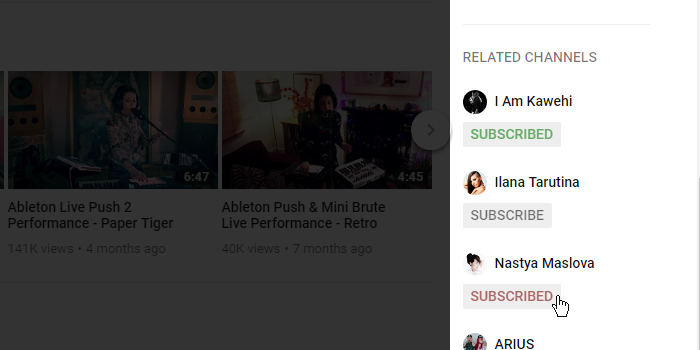 6:47
Ableton Live Push 2
Performance - Paper Tiger
141K views • 4 months ago
4:45
Ableton Push & Mini Brute
Live Performance - Retro
40K views • 7 months ago
RELATED CHANNELS
I Am Kawehi
SUBSCRIBED
Ilana Tarutina
SUBSCRIBE
Nastya Maslova
SUBSCRIBED
ARIUS